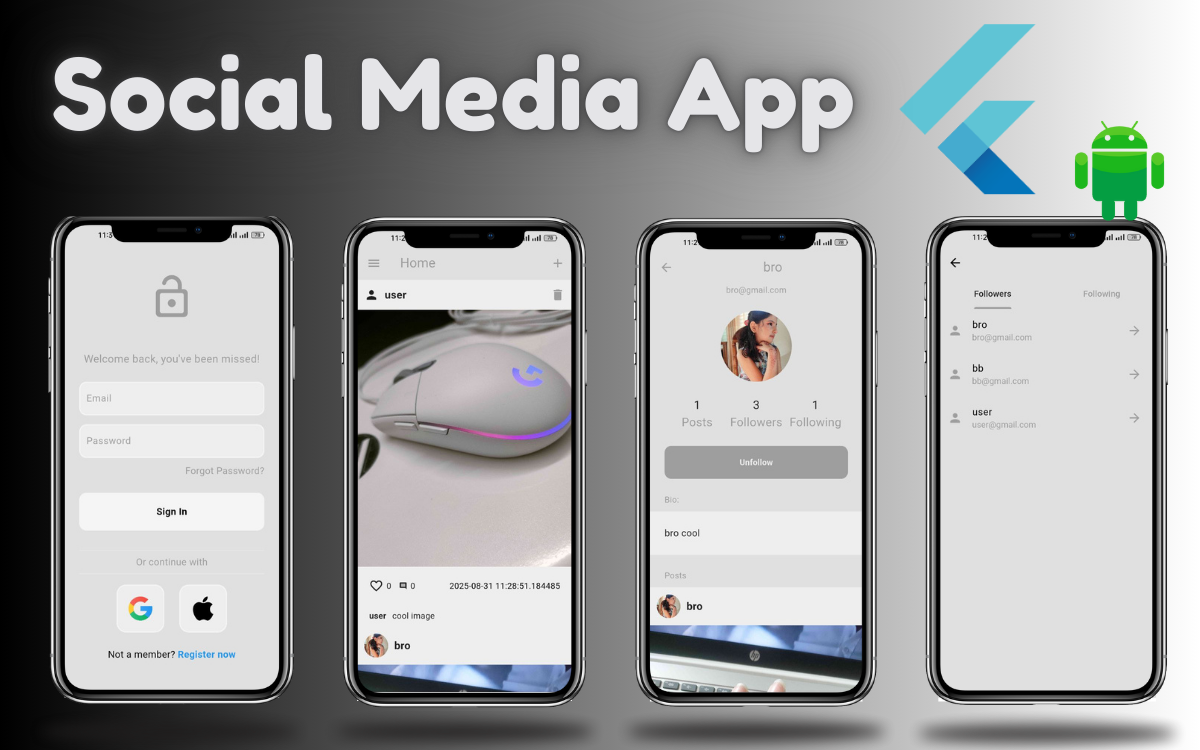 Social Media App
Welcome back, you've been missed!
Email
Password
Forgot Password?
Sign In
Or continue with
Not a member? Register now
Home
user
0 0 2025-08-31 11:28:51.184485
user cool image
bro
bro
bro@gmail.com
1 3 1
Posts Followers Following
Unfollow
Bio:
bro cool
Posts
bro
hp
Followers Following
bro
bro@gmail.com
bb
bb@gmail.com
user
user@gmail.com